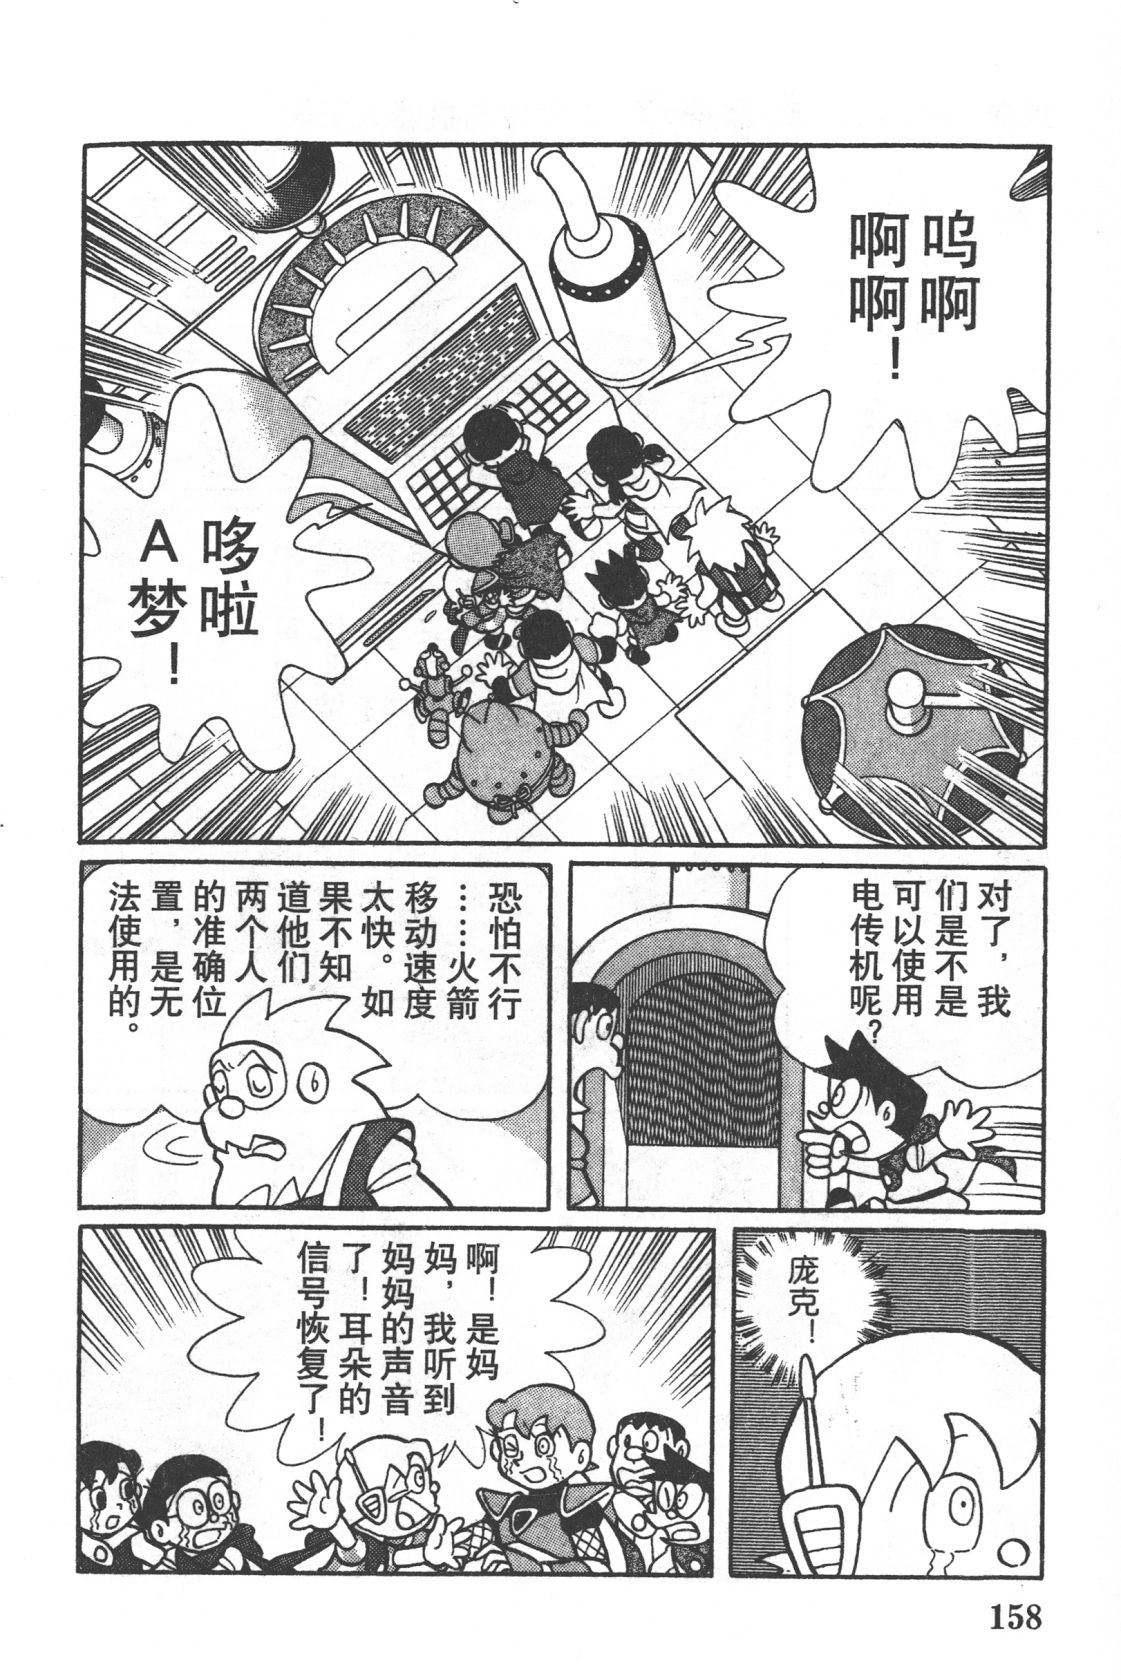 呜啊
啊啊！
哆啦
A梦！
对了，我
们是不是
可以使用
电传机呢？
恐怕不行
……火箭
移动速度
太快。如
果不知
道他们
两个人
的准确位
置，是无
法使用的。
庞克！
啊！是妈
妈，我听到
妈妈的声音
了！耳朵的
信号恢复了！
158